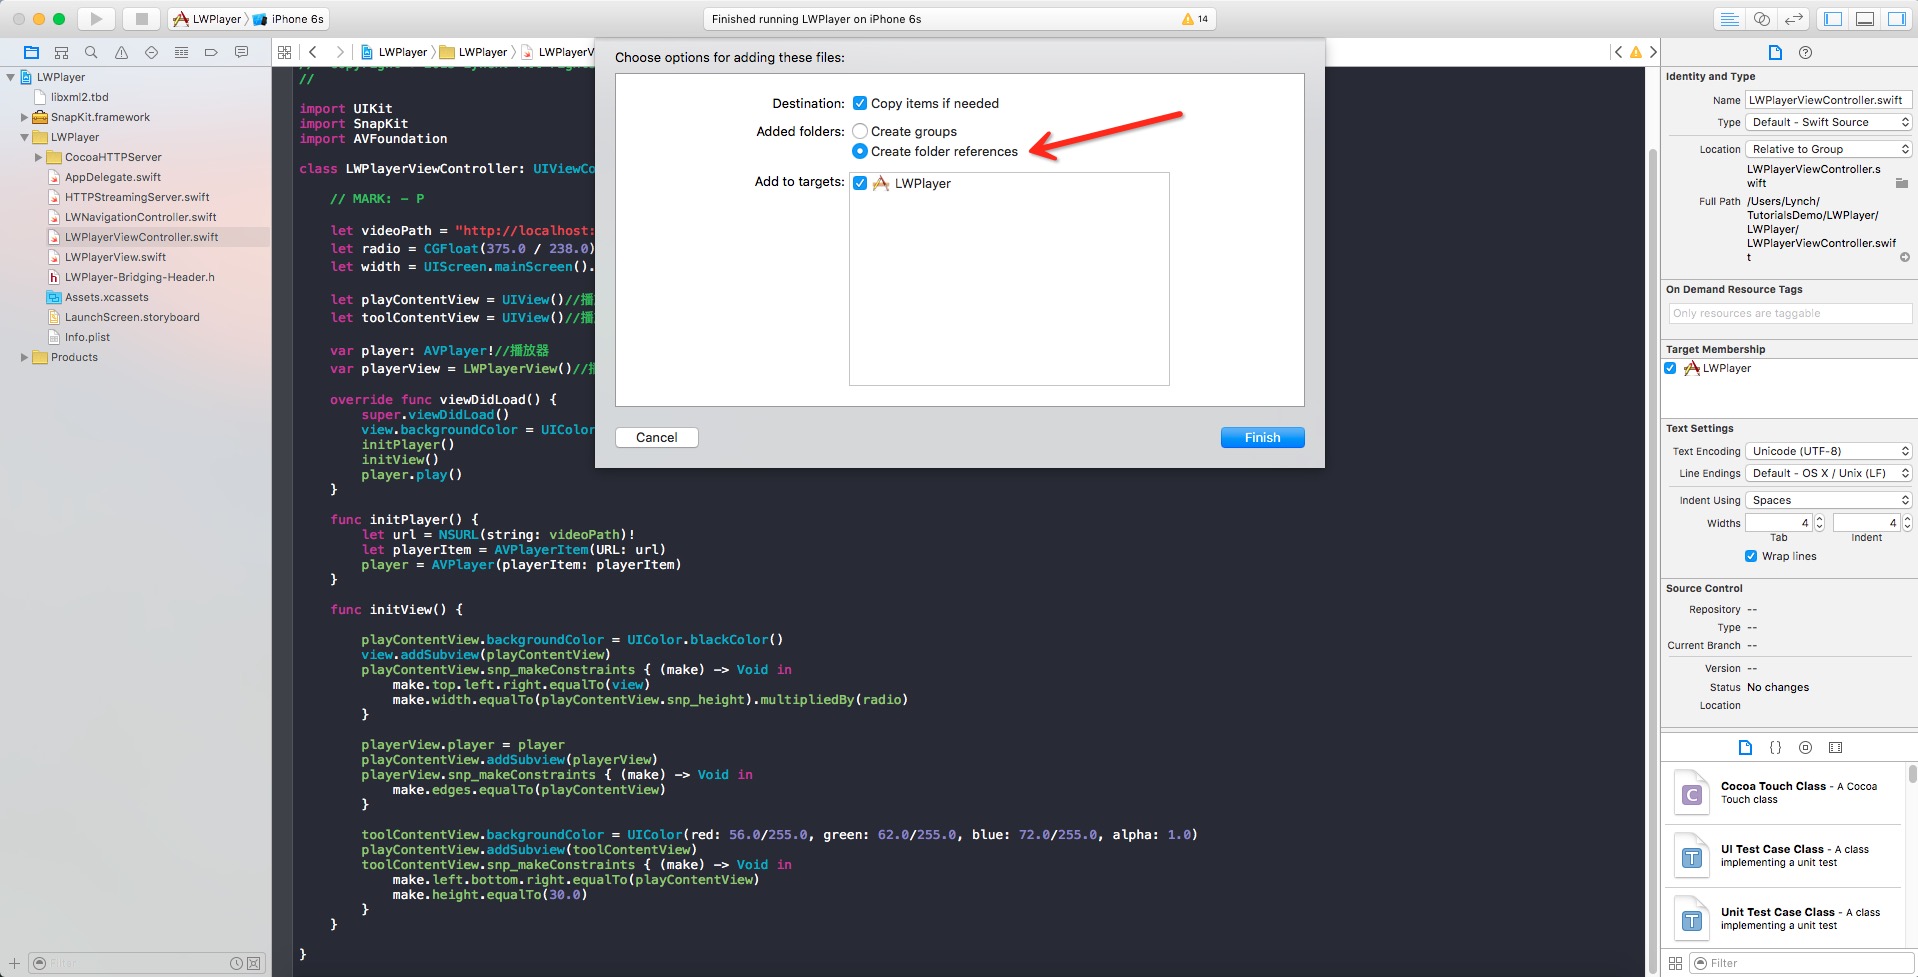 LWPlayer iPhone 6s
Finished running LWPlayer on iPhone 6s
14
LWPlayer
libxml2.tbd
SnapKit.framework
LWPlayer
CocoaHTTPServer
AppDelegate.swift
HTTPStreamingServer.swift
LWNavigationController.swift
LWPlayerViewController.swift
LWPlayerView.swift
LWPlayer-Bridging-Header.h
Assets.xcassets
LaunchScreen.storyboard
Info.plist
Products
Filter
LWPlayer LWPlayer LWPlayerV
//
import UIKit
import SnapKit
import AVFoundation
class LWPlayerViewController: UIViewCo
// MARK: - P
let videoPath = "http://localhost:
let radio = CGFloat(375.0 / 238.0)
let width = UIScreen.mainScreen().
let playContentView = UIView()//播
let toolContentView = UIView()//播
var player: AVPlayer!//播放器
var playerView = LWPlayerView()//
override func viewDidLoad() {
super.viewDidLoad()
view.backgroundColor = UIColor
initPlayer()
initView()
player.play()
}
func initPlayer() {
let url = NSURL(string: videoPath)!
let playerItem = AVPlayerItem(URL: url)
player = AVPlayer(playerItem: playerItem)
}
func initView() {
playContentView.backgroundColor = UIColor.blackColor()
view.addSubview(playContentView)
playContentView.snp_makeConstraints { (make) -> Void in
make.top.left.right.equalTo(view)
make.width.equalTo(playContentView.snp_height).multipliedBy(radio)
}
playerView.player = player
playContentView.addSubview(playerView)
playerView.snp_makeConstraints { (make) -> Void in
make.edges.equalTo(playContentView)
}
toolContentView.backgroundColor = UIColor(red: 56.0/255.0, green: 62.0/255.0, blue: 72.0/255.0, alpha: 1.0)
playContentView.addSubview(toolContentView)
toolContentView.snp_makeConstraints { (make) -> Void in
make.left.bottom.right.equalTo(playContentView)
make.height.equalTo(30.0)
}
}
}
Choose options for adding these files:
Destination: Copy items if needed
Added folders: Create groups
Create folder references
Add to targets: LWPlayer
Cancel
Finish
Identity and Type
Name LWPlayerViewController.swift
Type Default - Swift Source
Location Relative to Group
LWPlayerViewController.s
wift
Full Path /Users/Lynch/
TutorialsDemo/LWPlayer/
LWPlayer/
LWPlayerViewController.swif
t
On Demand Resource Tags
Only resources are taggable
Target Membership
LWPlayer
Text Settings
Text Encoding Unicode (UTF-8)
Line Endings Default - OS X / Unix (LF)
Indent Using Spaces
Widths 4 4
Tab Indent
Wrap lines
Source Control
Repository --
Type --
Current Branch --
Version --
Status No changes
Location
{}
C
Cocoa Touch Class - A Cocoa
Touch class
T
UI Test Case Class - A class
implementing a unit test
T
Unit Test Case Class - A class
implementing a unit test
Filter